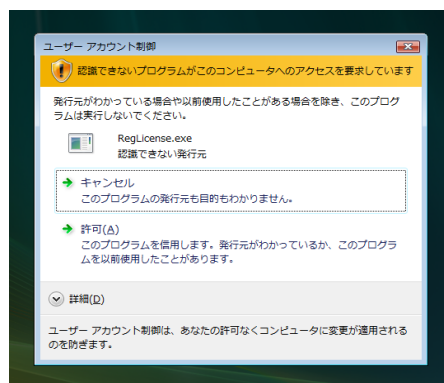 ユーザー アカウント制御
認識できないプログラムがこのコンピュータへのアクセスを要求しています
発行元がわかっている場合や以前使用したことがある場合を除き、このプログ
ラムは実行しないでください。
RegLicense.exe
認識できない発行元
キャンセル
このプログラムの発行元も目的もわかりません。
許可(A)
このプログラムを信用します。発行元がわかっているか、このプログラ
ムを以前使用したことがあります。
詳細(D)
ユーザー アカウント制御は、あなたの許可なくコンピュータに変更が適用される
のを防ぎます。